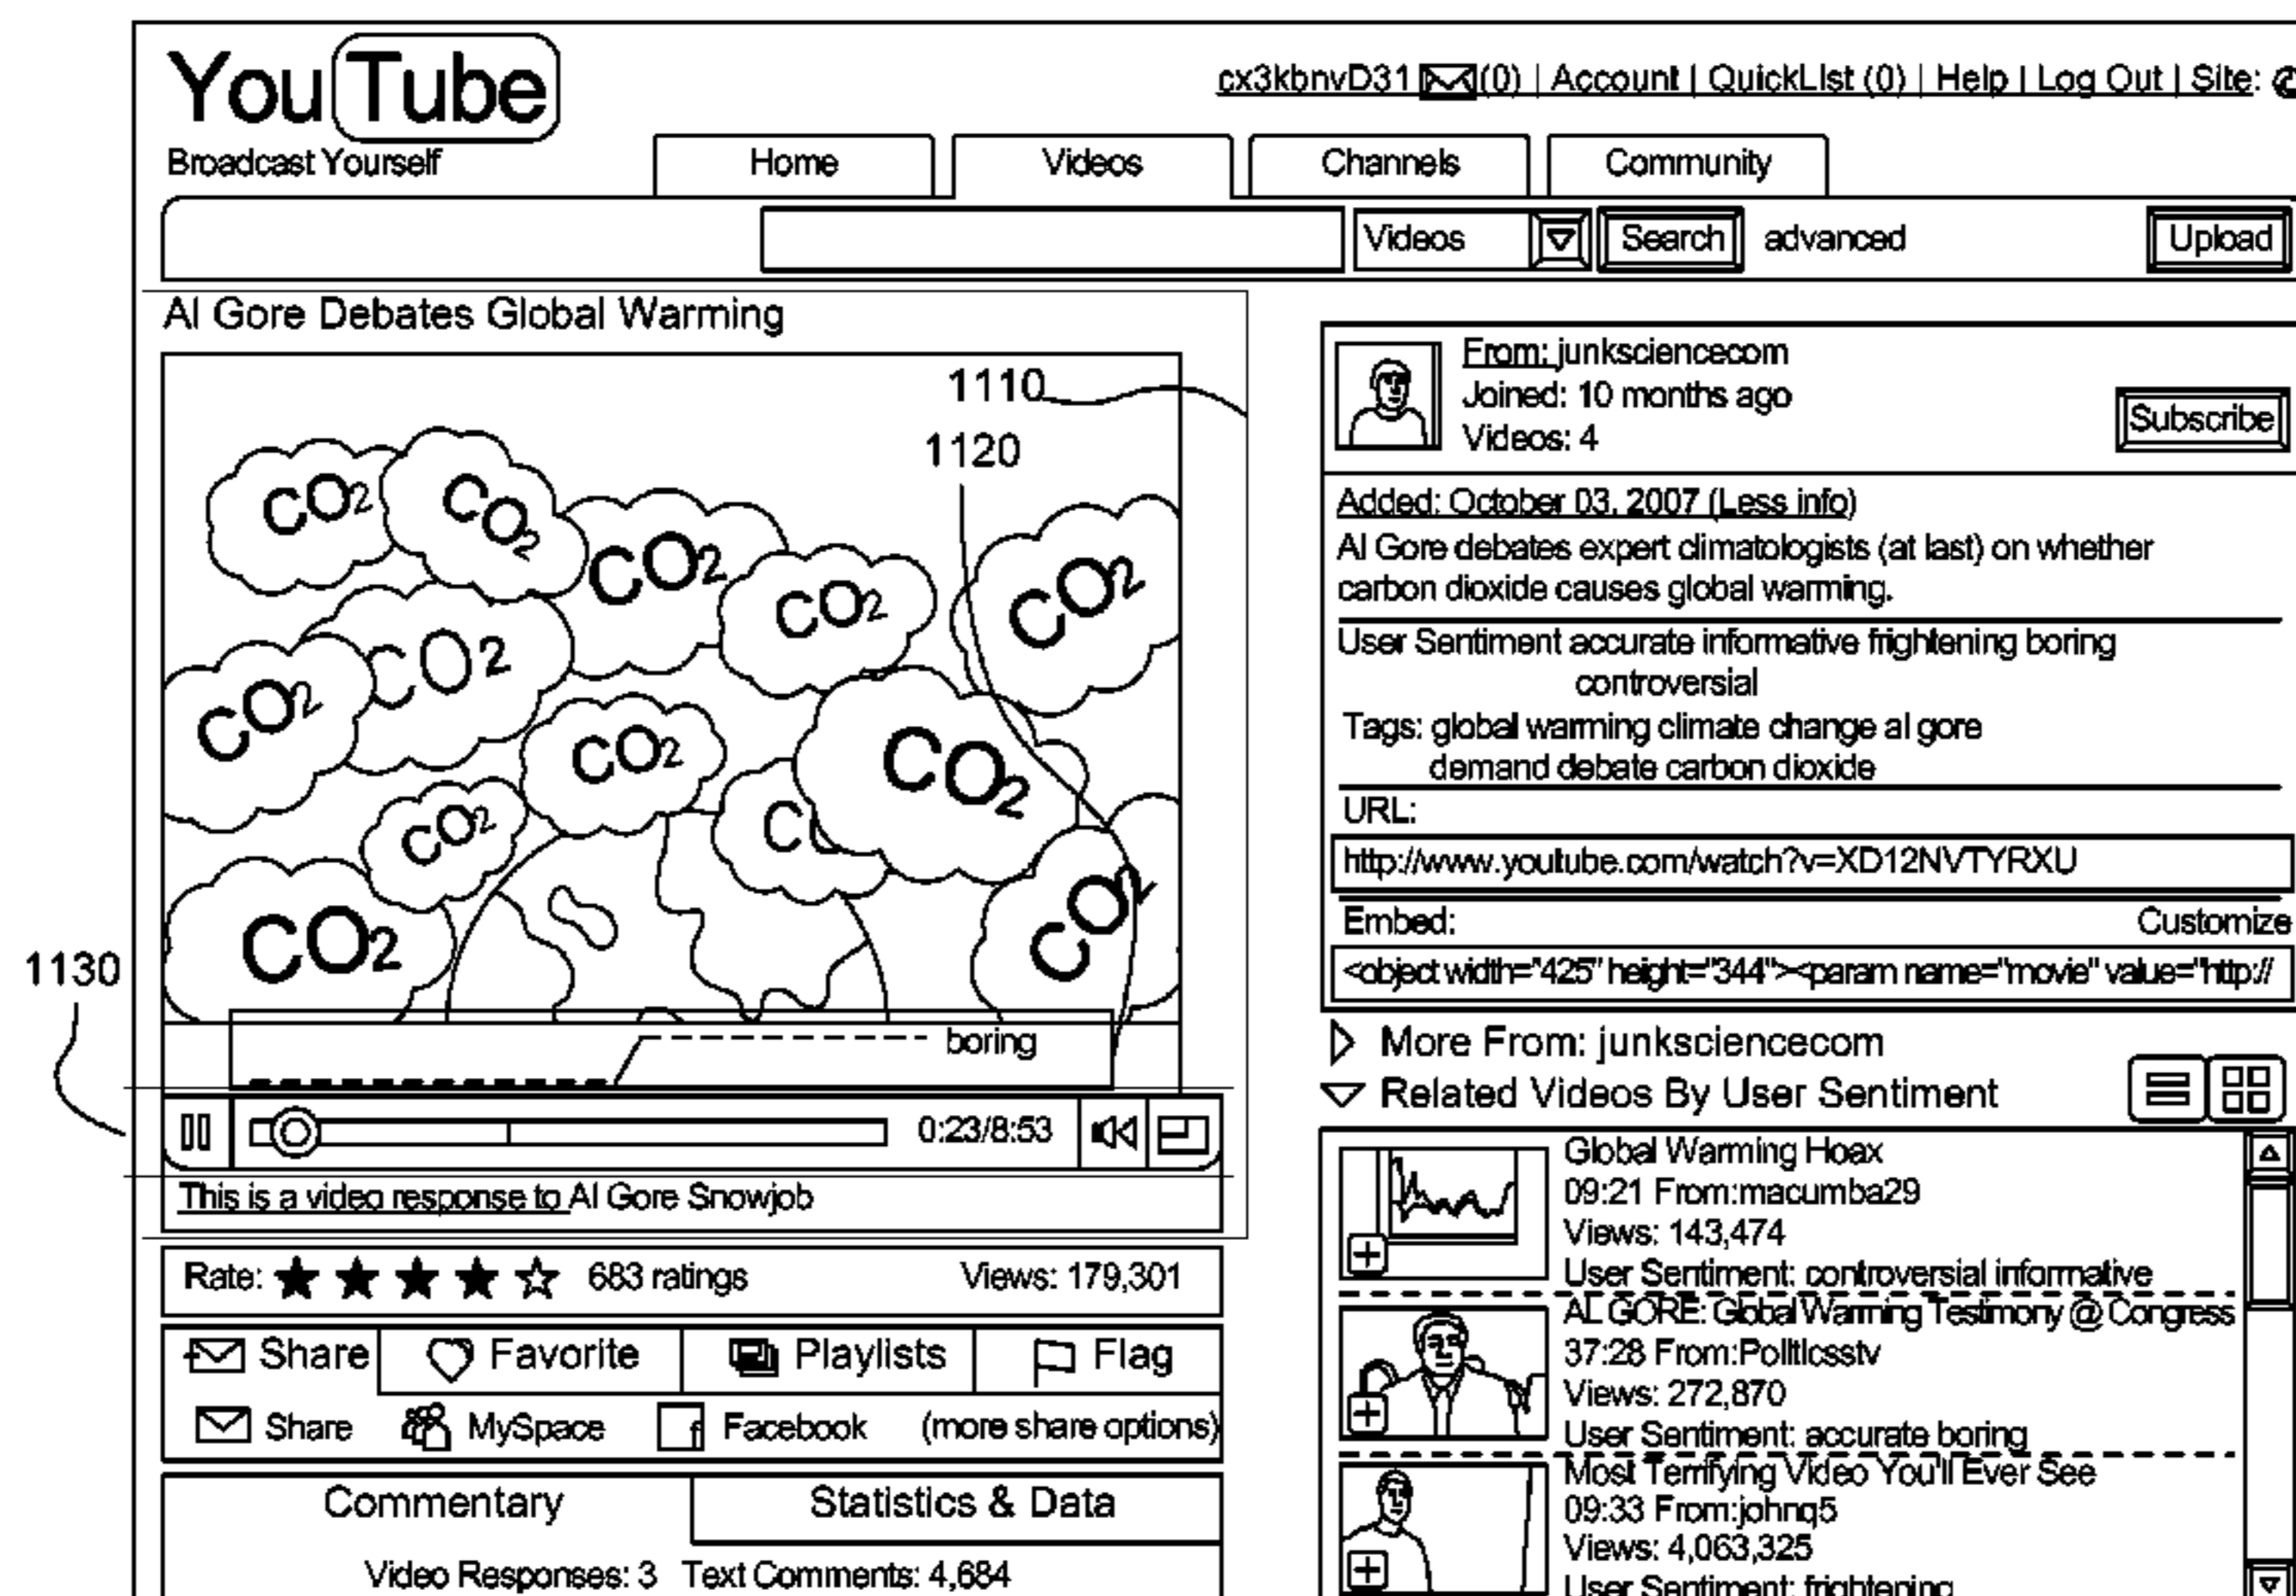 YouTube
Broadcast Yourself
cx3kbnvD31 (0) | Account | QuickLIst (0) | Help | Log Out | Site:
Home Videos Channels Community
Videos Search advanced Upload
Al Gore Debates Global Warming
1110
1120
CO2 CO2
CO2
CO2
CO2
CO2
CO2
CO2
CO2
CO2
CO2
CO2
CO2
1130
boring
0:23/8:53
This is a video response to Al Gore Snowjob
Rate: 683 ratings Views: 179,301
Share Favorite Playlists Flag
Share MySpace f Facebook (more share options)
Commentary Statistics & Data
Video Responses: 3 Text Comments: 4,684
From: junksciencecom
Joined: 10 months ago
Videos: 4
Subscribe
Added: October 03, 2007 (Less info)
Al Gore debates expert climatologists (at last) on whether
carbon dioxide causes global warming.
User Sentiment accurate informative frightening boring
controversial
Tags: global warming climate change al gore
demand debate carbon dioxide
URL:
http://www.youtube.com/watch?v=XD12NVTYRXU
Embed: Customize
<object width="425" height="344"><param name="movie" value="http://
More From: junksciencecom
Related Videos By User Sentiment
Global Warming Hoax
09:21 From:macumba29
Views: 143,474
User Sentiment: controversial informative
AL GORE: Global Warming Testimony @ Congress
37:28 From:PolItIcsstv
Views: 272,870
User Sentiment: accurate boring
Most Terrifying Video You'll Ever See
09:33 From:johnq5
Views: 4,063,325
User Sentiment: frightening